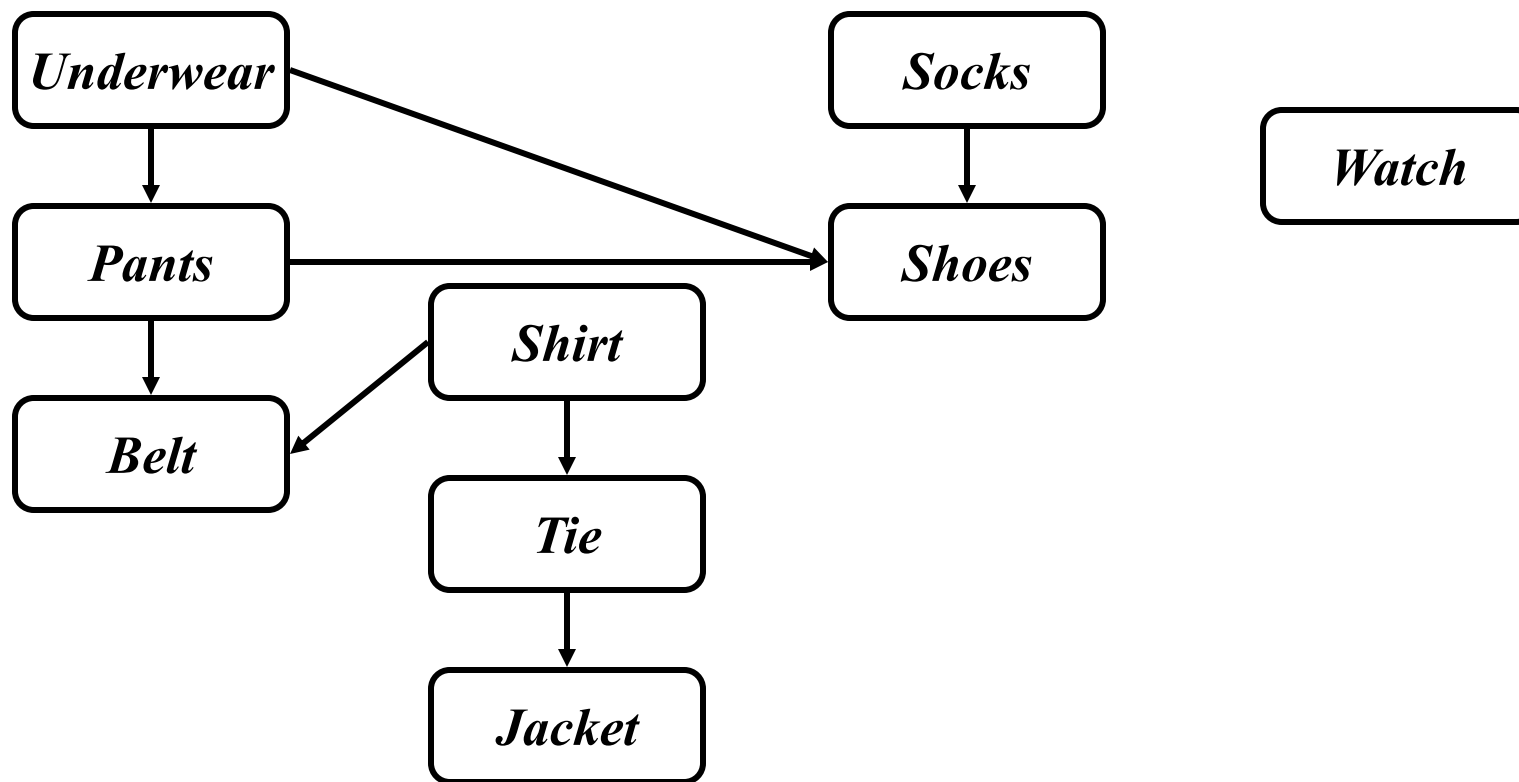 Underwear
Socks
Watch
Pants
Shoes
Shirt
Belt
Tie
Jacket